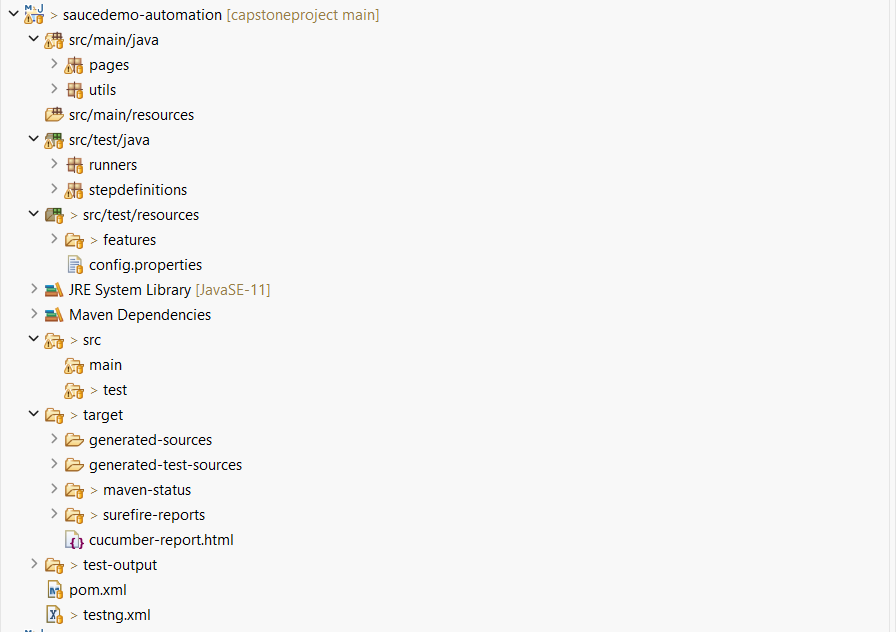 > saucedemo-automation [capstoneproject main]
src/main/java
pages
utils
src/main/resources
src/test/java
runners
stepdefinitions
> src/test/resources
> features
config.properties
JRE System Library [JavaSE-11]
Maven Dependencies
> src
main
> test
> target
generated-sources
generated-test-sources
> maven-status
> surefire-reports
cucumber-report.html
> test-output
pom.xml
> testng.xml